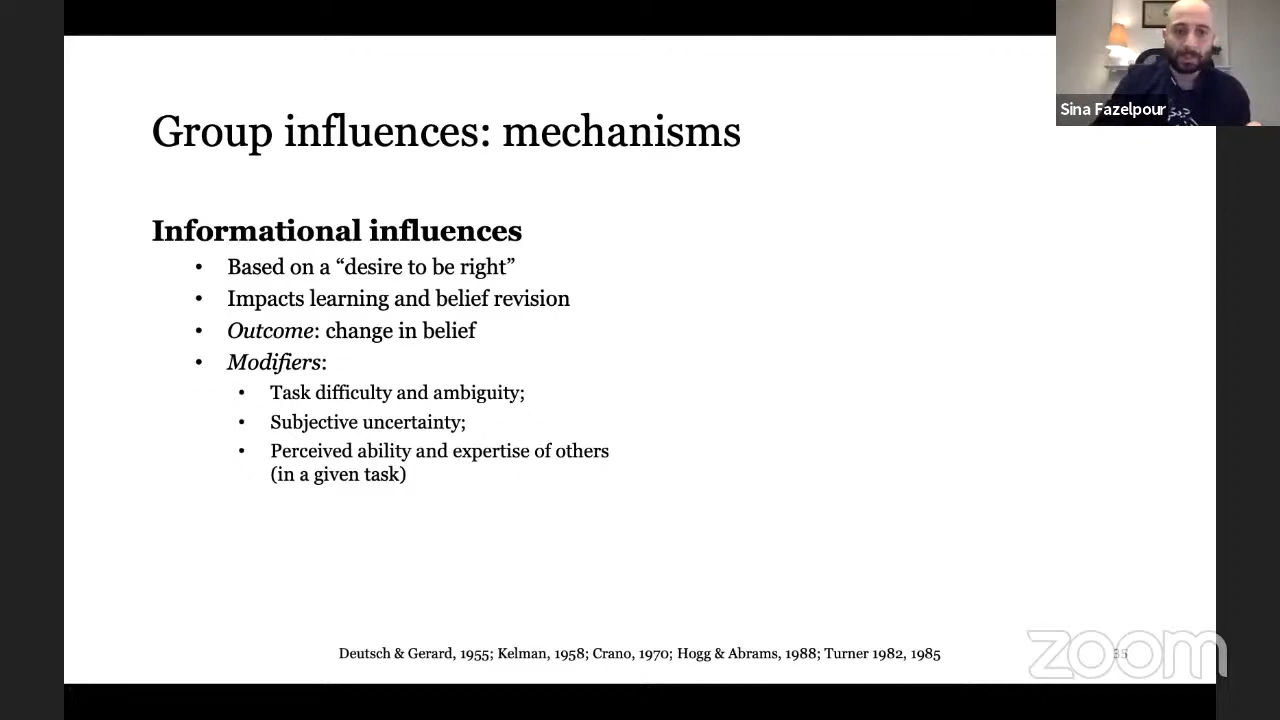 Group influences: mechanisms
Sina Fazelpour
Informational influences
• Based on a “desire to be right”
• Impacts learning and belief revision
• Outcome: change in belief
• Modifiers:
• Task difficulty and ambiguity;
• Subjective uncertainty;
• Perceived ability and expertise of others
(in a given task)
Deutsch & Gerard, 1955; Kelman, 1958; Crano, 1970; Hogg & Abrams, 1988; Turner 1982, 1985
zoom
35